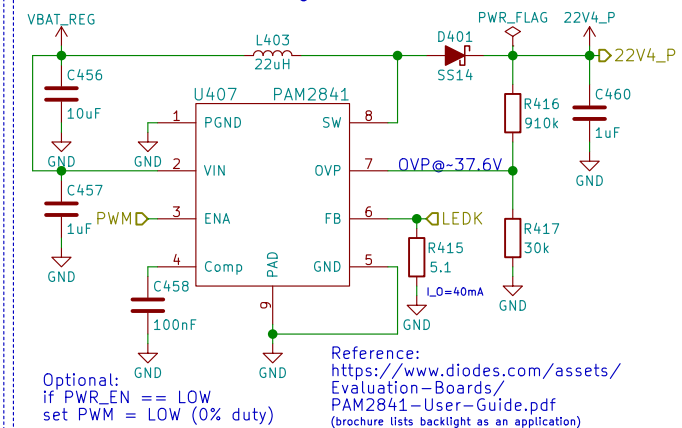 VBAT_REG
PWR_FLAG
22V4_P
L403
22uH
D401
SS14
22V4_P
C456
10uF
GND
U407
PAM2841
R416
910k
C460
1uF
GND
1
PGND
SW
8
GND
2
VIN
OVP
7
OVP@~37.6V
C457
1uF
GND
PWM
3
ENA
FB
6
LEDK
R417
30k
GND
4
Comp
PAD
GND
5
R415
5.1
I_O=40mA
GND
9
C458
100nF
GND
GND
Optional:
if PWR_EN == LOW
set PWM = LOW (0% duty)
Reference:
https://www.diodes.com/assets/
Evaluation-Boards/
PAM2841-User-Guide.pdf
(brochure lists backlight as an application)